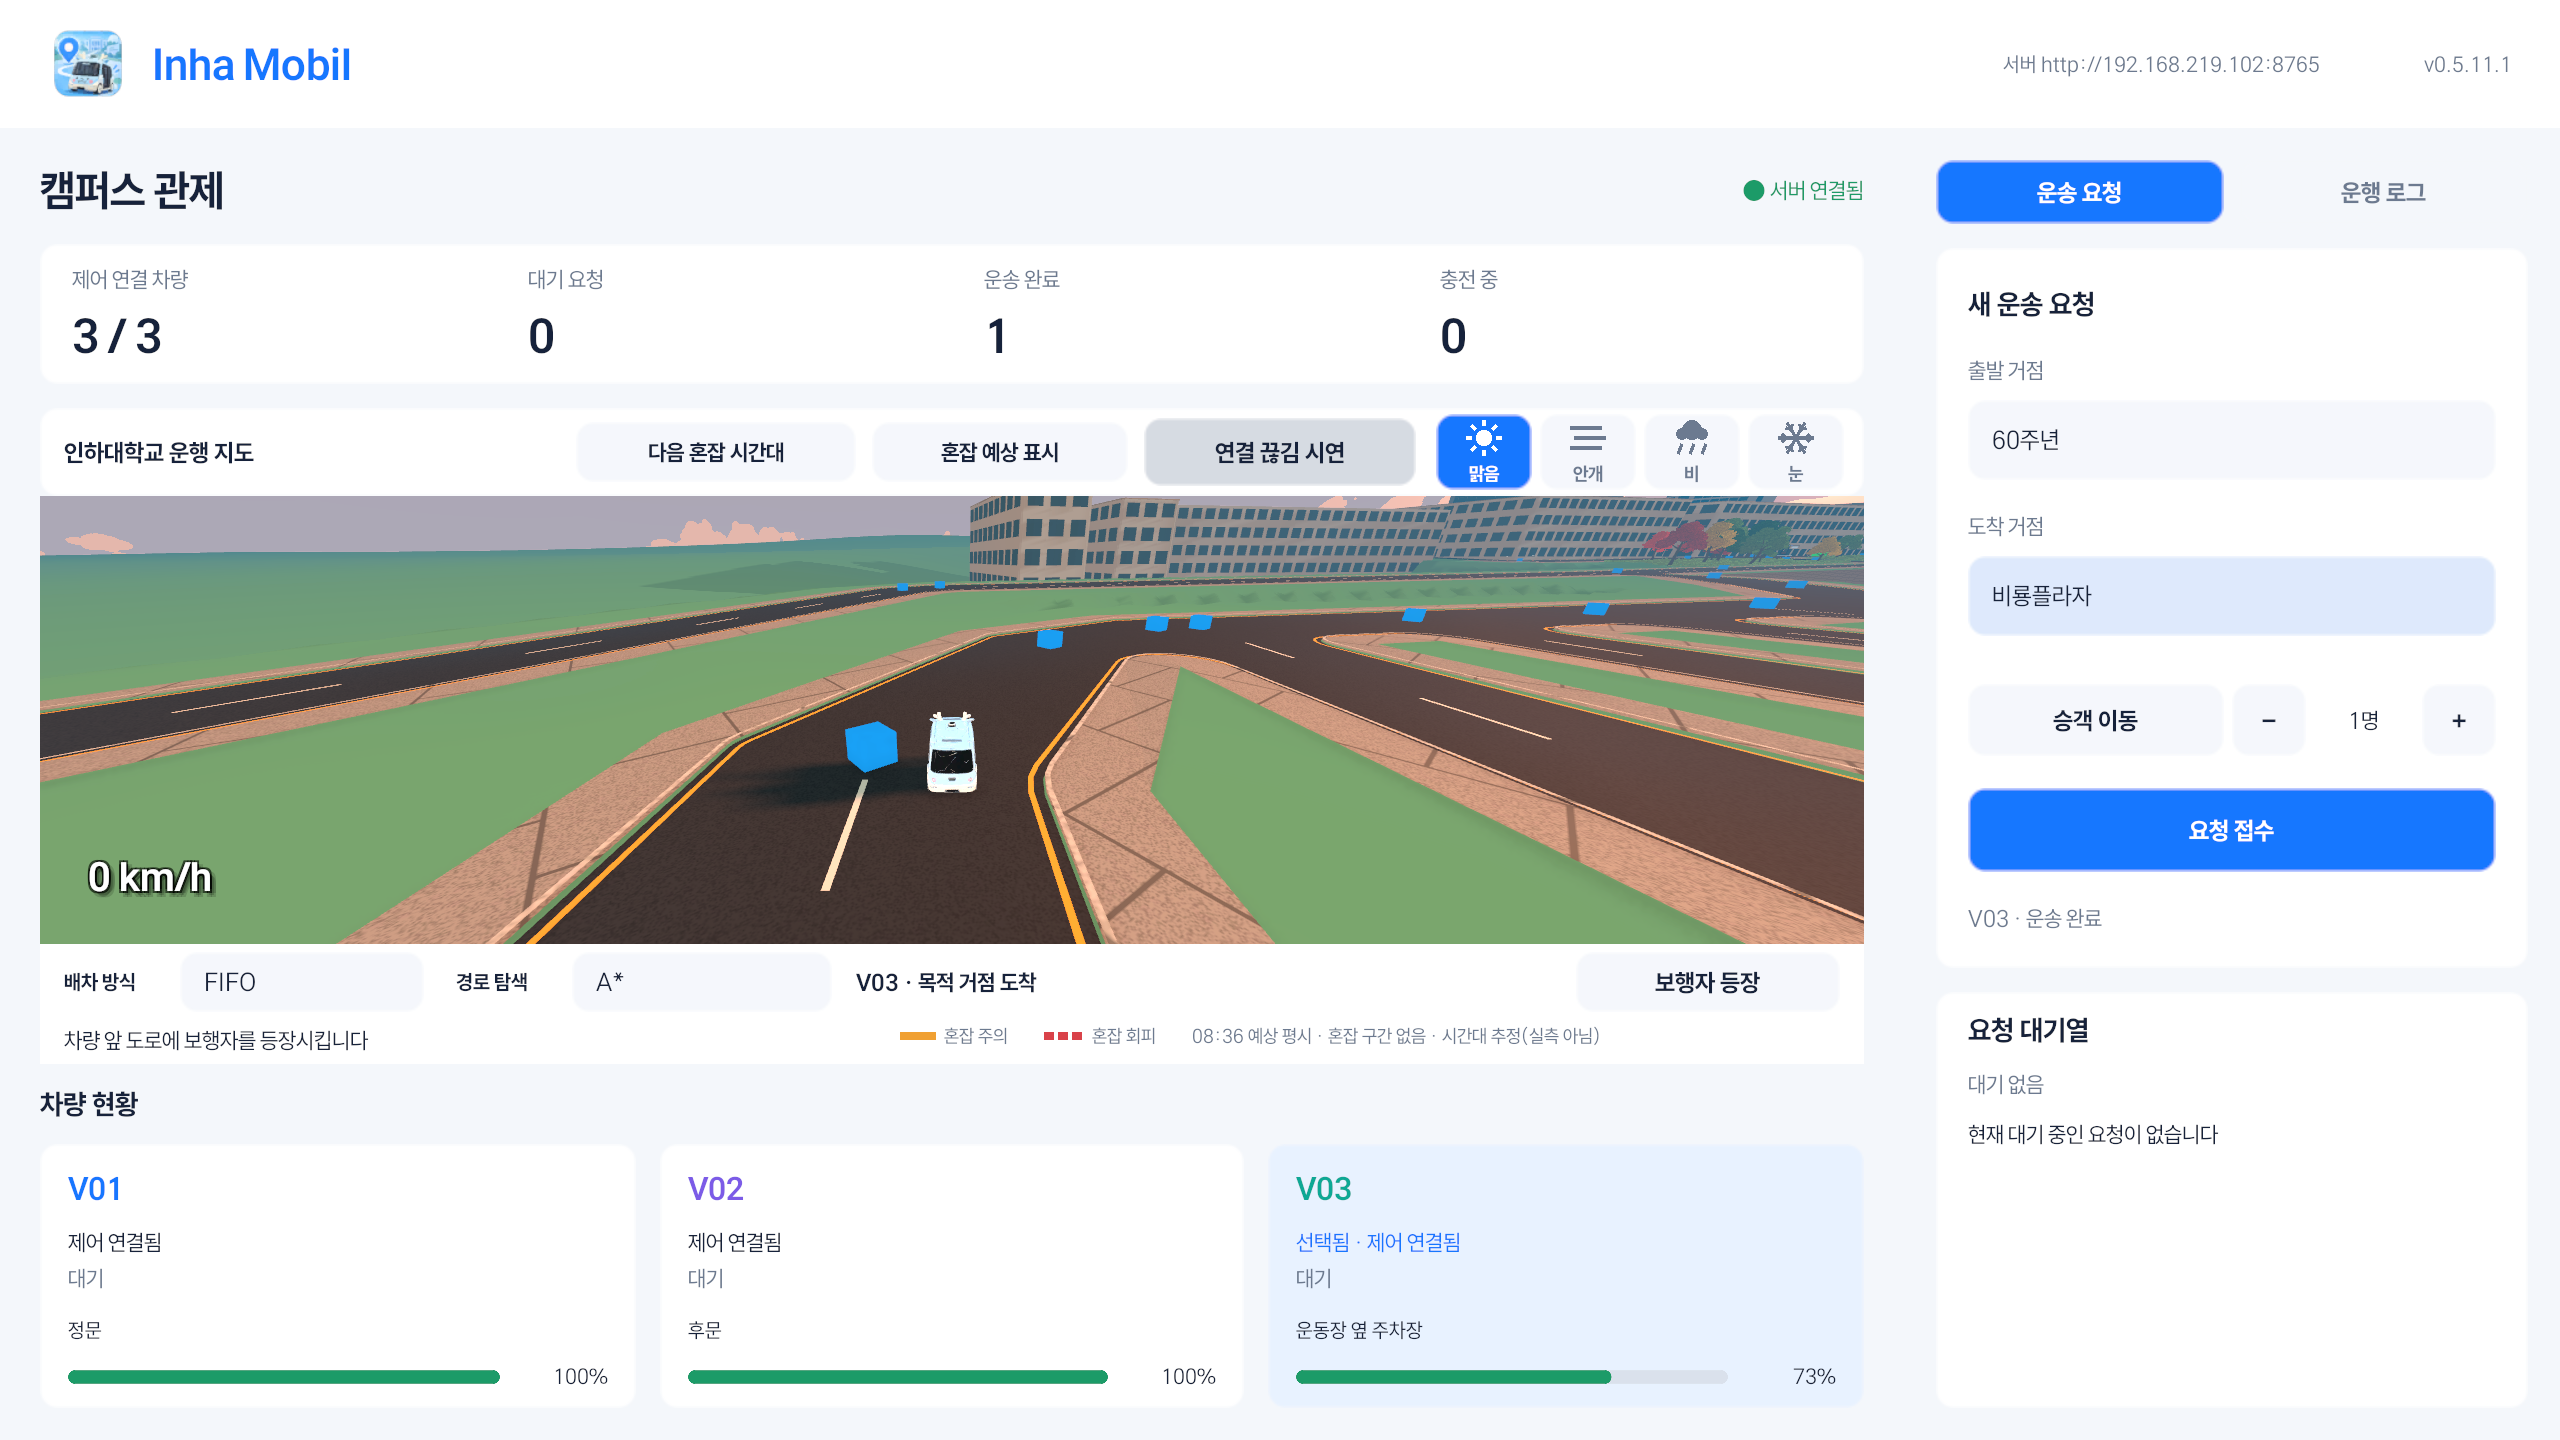 Inha Mobil
서버 http://192.168.219.102:8765
v0.5.11.1
캠퍼스 관제
서버 연결됨
제어 연결 차량
3 / 3
대기 요청
0
운송 완료
1
충전 중
0
인하대학교 운행 지도
다음 혼잡 시간대
혼잡 예상 표시
연결 끊김 시연
맑음
안개
비
눈
0 km/h
배차 방식
FIFO
경로 탐색
A*
V03 · 목적 거점 도착
보행자 등장
차량 앞 도로에 보행자를 등장시킵니다
혼잡 주의
혼잡 회피
08:36 예상 평시 · 혼잡 구간 없음 · 시간대 추정(실측 아님)
차량 현황
V01
제어 연결됨
대기
정문
100%
V02
제어 연결됨
대기
후문
100%
V03
선택됨 · 제어 연결됨
대기
운동장 옆 주차장
73%
운송 요청
운행 로그
새 운송 요청
출발 거점
60주년
도착 거점
비룡플라자
승객 이동
−
1명
+
요청 접수
V03 · 운송 완료
요청 대기열
대기 없음
현재 대기 중인 요청이 없습니다